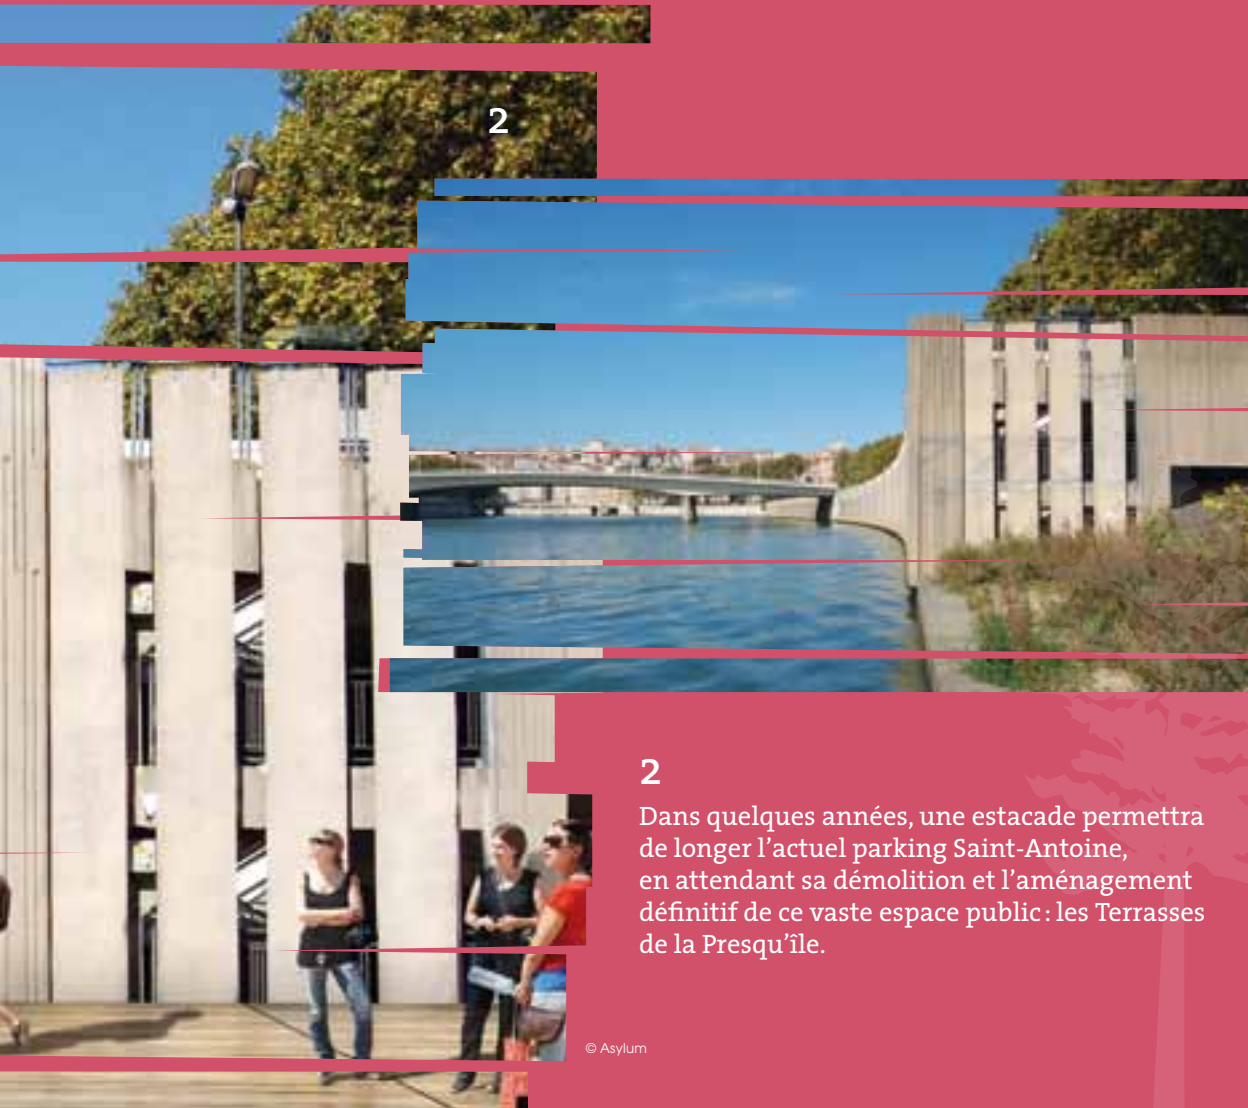 2
2
Dans quelques années, une estacade permettra
de longer l’actuel parking Saint-Antoine,
en attendant sa démolition et l’aménagement
définitif de ce vaste espace public : les Terrasses
de la Presqu’île.
© Asylum